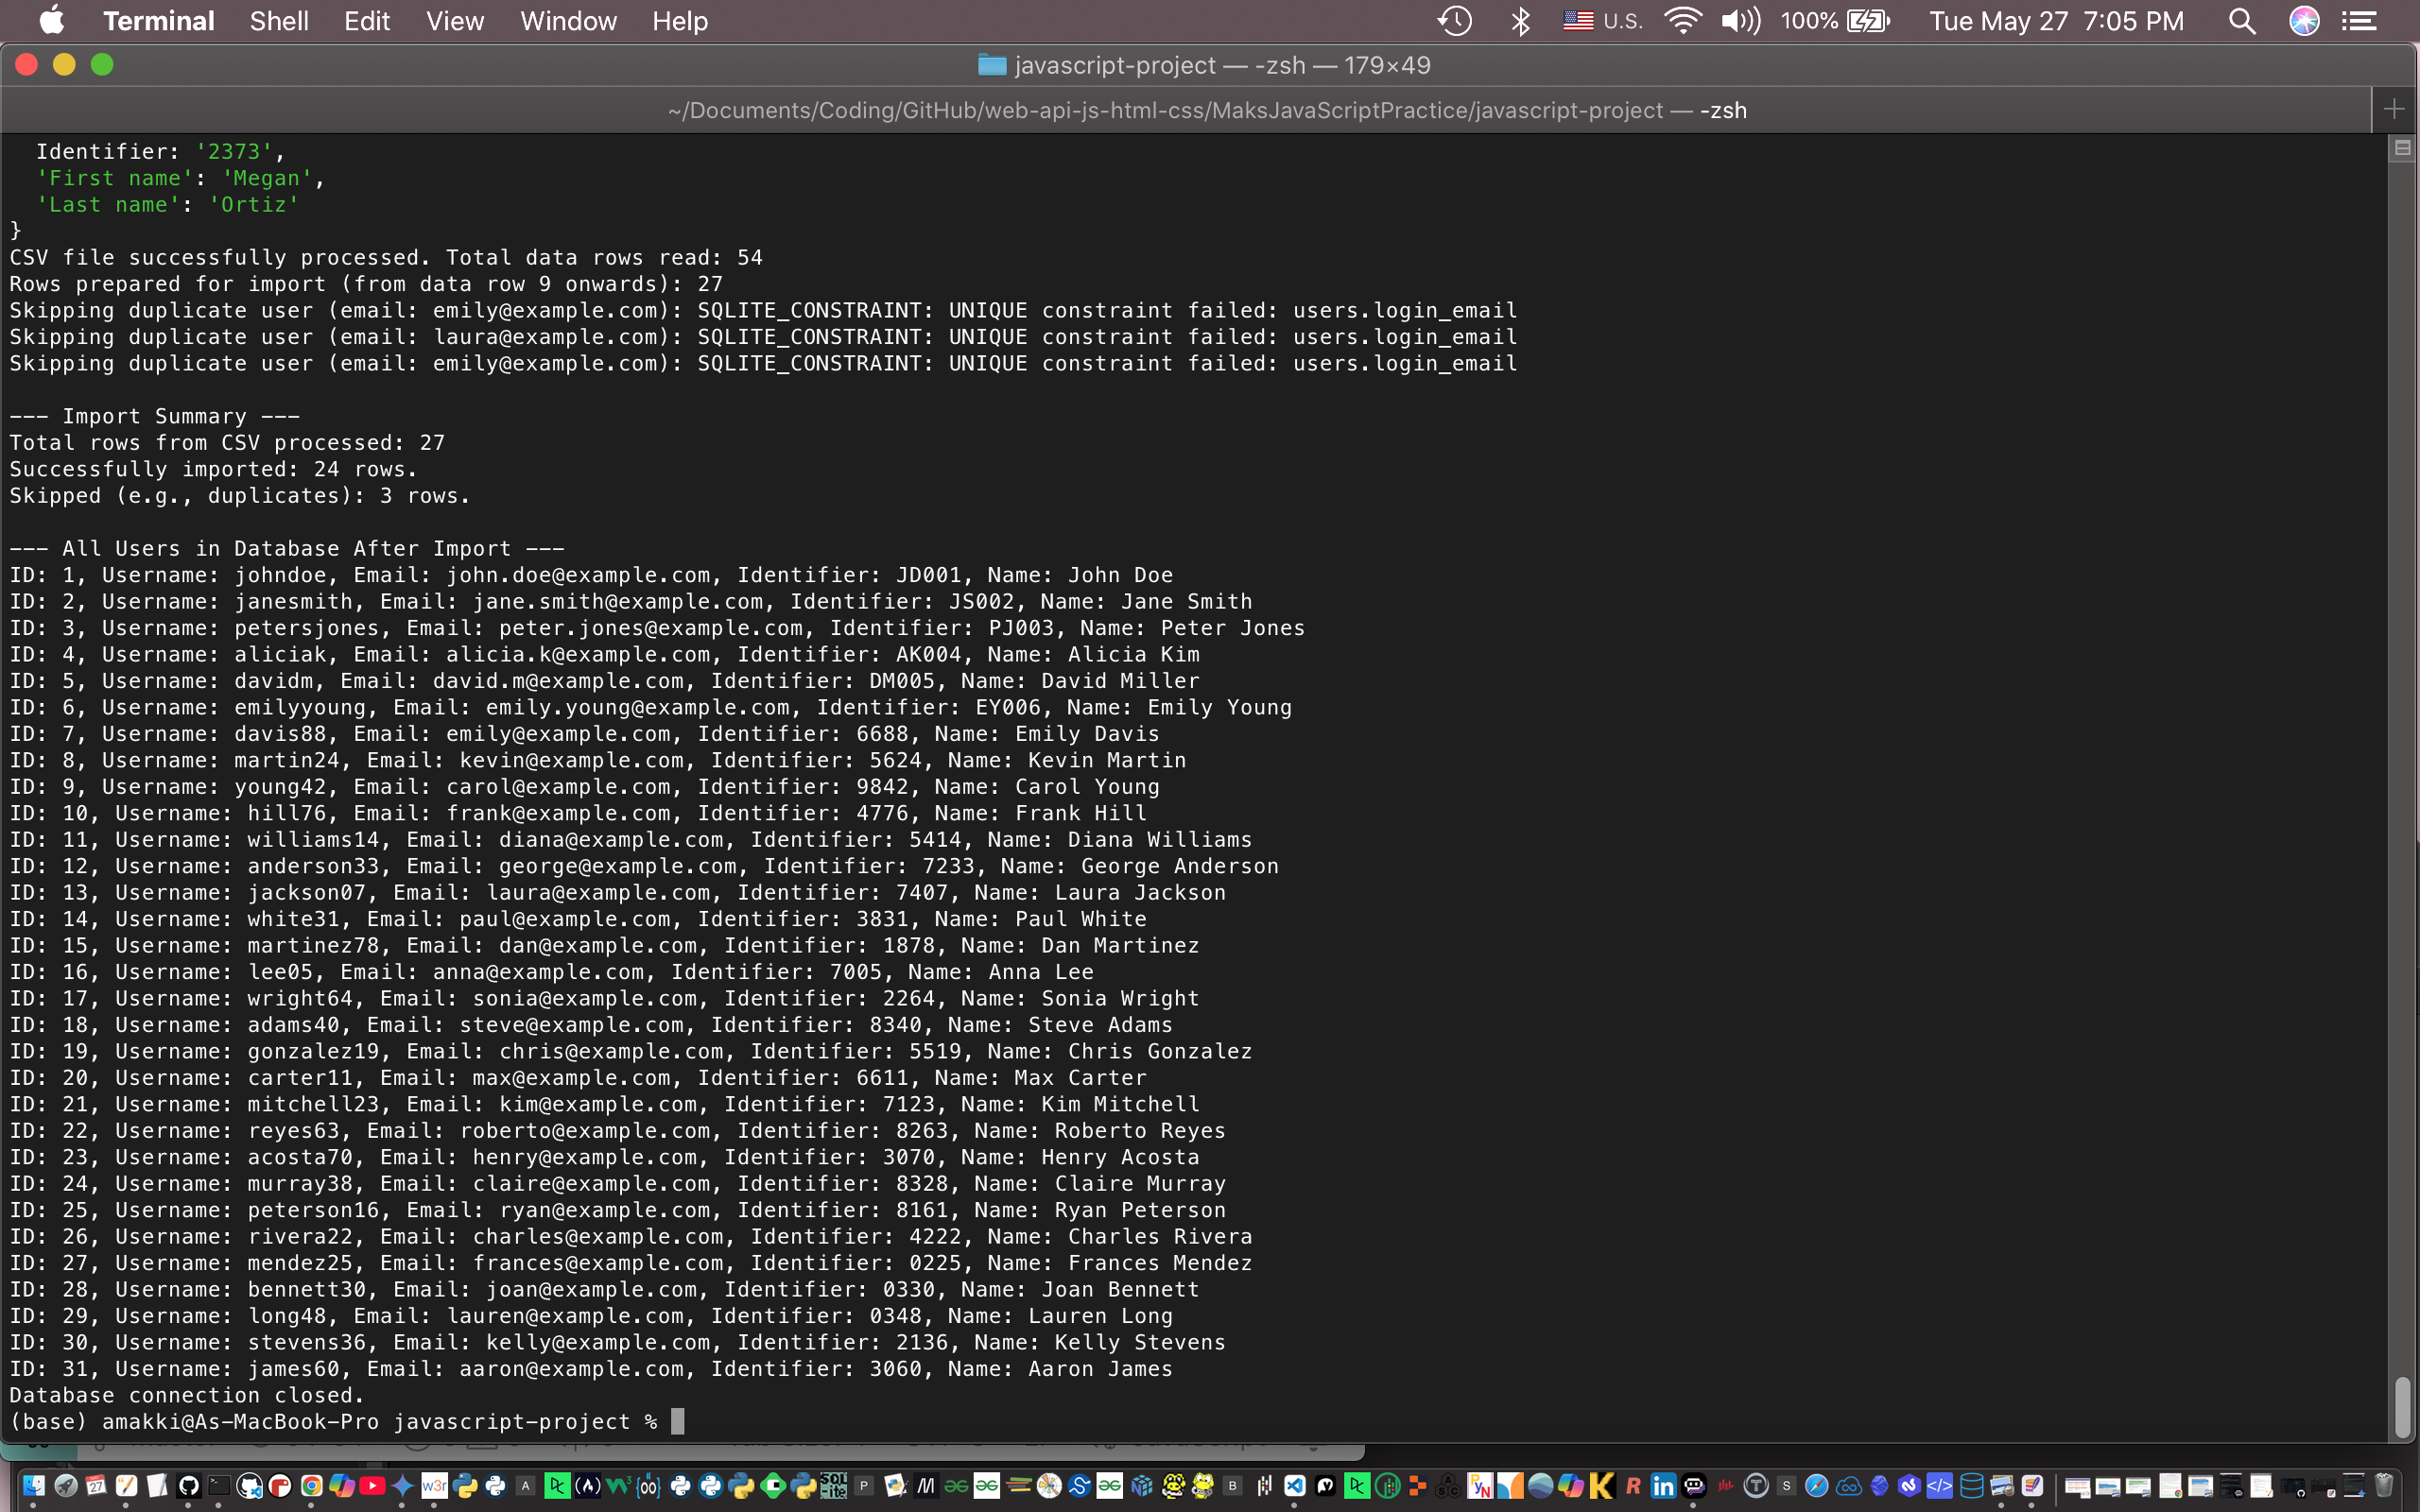 Terminal Shell Edit View Window Help U.S. 100% Tue May 27 7:05 PM
javascript-project — -zsh — 179×49
~/Documents/Coding/GitHub/web-api-js-html-css/MaksJavaScriptPractice/javascript-project — -zsh
Identifier: '2373',
'First name': 'Megan',
'Last name': 'Ortiz'
}
CSV file successfully processed. Total data rows read: 54
Rows prepared for import (from data row 9 onwards): 27
Skipping duplicate user (email: emily@example.com): SQLITE_CONSTRAINT: UNIQUE constraint failed: users.login_email
Skipping duplicate user (email: laura@example.com): SQLITE_CONSTRAINT: UNIQUE constraint failed: users.login_email
Skipping duplicate user (email: emily@example.com): SQLITE_CONSTRAINT: UNIQUE constraint failed: users.login_email
--- Import Summary ---
Total rows from CSV processed: 27
Successfully imported: 24 rows.
Skipped (e.g., duplicates): 3 rows.
--- All Users in Database After Import ---
ID: 1, Username: johndoe, Email: john.doe@example.com, Identifier: JD001, Name: John Doe
ID: 2, Username: janesmith, Email: jane.smith@example.com, Identifier: JS002, Name: Jane Smith
ID: 3, Username: petersjones, Email: peter.jones@example.com, Identifier: PJ003, Name: Peter Jones
ID: 4, Username: aliciak, Email: alicia.k@example.com, Identifier: AK004, Name: Alicia Kim
ID: 5, Username: davidm, Email: david.m@example.com, Identifier: DM005, Name: David Miller
ID: 6, Username: emilyyoung, Email: emily.young@example.com, Identifier: EY006, Name: Emily Young
ID: 7, Username: davis88, Email: emily@example.com, Identifier: 6688, Name: Emily Davis
ID: 8, Username: martin24, Email: kevin@example.com, Identifier: 5624, Name: Kevin Martin
ID: 9, Username: young42, Email: carol@example.com, Identifier: 9842, Name: Carol Young
ID: 10, Username: hill76, Email: frank@example.com, Identifier: 4776, Name: Frank Hill
ID: 11, Username: williams14, Email: diana@example.com, Identifier: 5414, Name: Diana Williams
ID: 12, Username: anderson33, Email: george@example.com, Identifier: 7233, Name: George Anderson
ID: 13, Username: jackson07, Email: laura@example.com, Identifier: 7407, Name: Laura Jackson
ID: 14, Username: white31, Email: paul@example.com, Identifier: 3831, Name: Paul White
ID: 15, Username: martinez78, Email: dan@example.com, Identifier: 1878, Name: Dan Martinez
ID: 16, Username: lee05, Email: anna@example.com, Identifier: 7005, Name: Anna Lee
ID: 17, Username: wright64, Email: sonia@example.com, Identifier: 2264, Name: Sonia Wright
ID: 18, Username: adams40, Email: steve@example.com, Identifier: 8340, Name: Steve Adams
ID: 19, Username: gonzalez19, Email: chris@example.com, Identifier: 5519, Name: Chris Gonzalez
ID: 20, Username: carter11, Email: max@example.com, Identifier: 6611, Name: Max Carter
ID: 21, Username: mitchell23, Email: kim@example.com, Identifier: 7123, Name: Kim Mitchell
ID: 22, Username: reyes63, Email: roberto@example.com, Identifier: 8263, Name: Roberto Reyes
ID: 23, Username: acosta70, Email: henry@example.com, Identifier: 3070, Name: Henry Acosta
ID: 24, Username: murray38, Email: claire@example.com, Identifier: 8328, Name: Claire Murray
ID: 25, Username: peterson16, Email: ryan@example.com, Identifier: 8161, Name: Ryan Peterson
ID: 26, Username: rivera22, Email: charles@example.com, Identifier: 4222, Name: Charles Rivera
ID: 27, Username: mendez25, Email: frances@example.com, Identifier: 0225, Name: Frances Mendez
ID: 28, Username: bennett30, Email: joan@example.com, Identifier: 0330, Name: Joan Bennett
ID: 29, Username: long48, Email: lauren@example.com, Identifier: 0348, Name: Lauren Long
ID: 30, Username: stevens36, Email: kelly@example.com, Identifier: 2136, Name: Kelly Stevens
ID: 31, Username: james60, Email: aaron@example.com, Identifier: 3060, Name: Aaron James
Database connection closed.
(base) amakki@As-MacBook-Pro javascript-project %